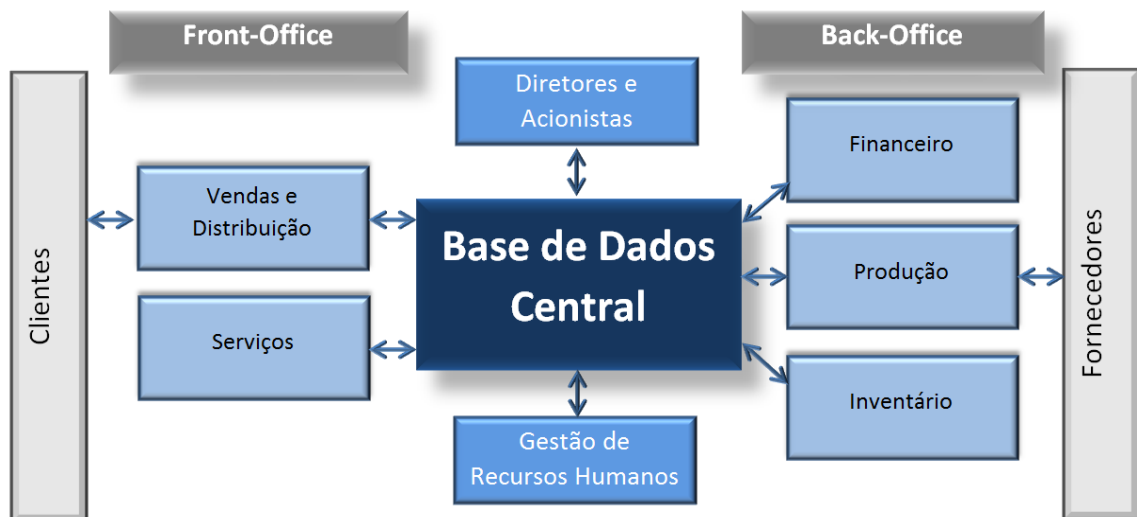 Front-Office
Back-Office
Diretores e
Acionistas
Clientes
Vendas e
Distribuição
Serviços
Base de Dados
Central
Gestão de
Recursos Humanos
Financeiro
Produção
Inventário
Fornecedores